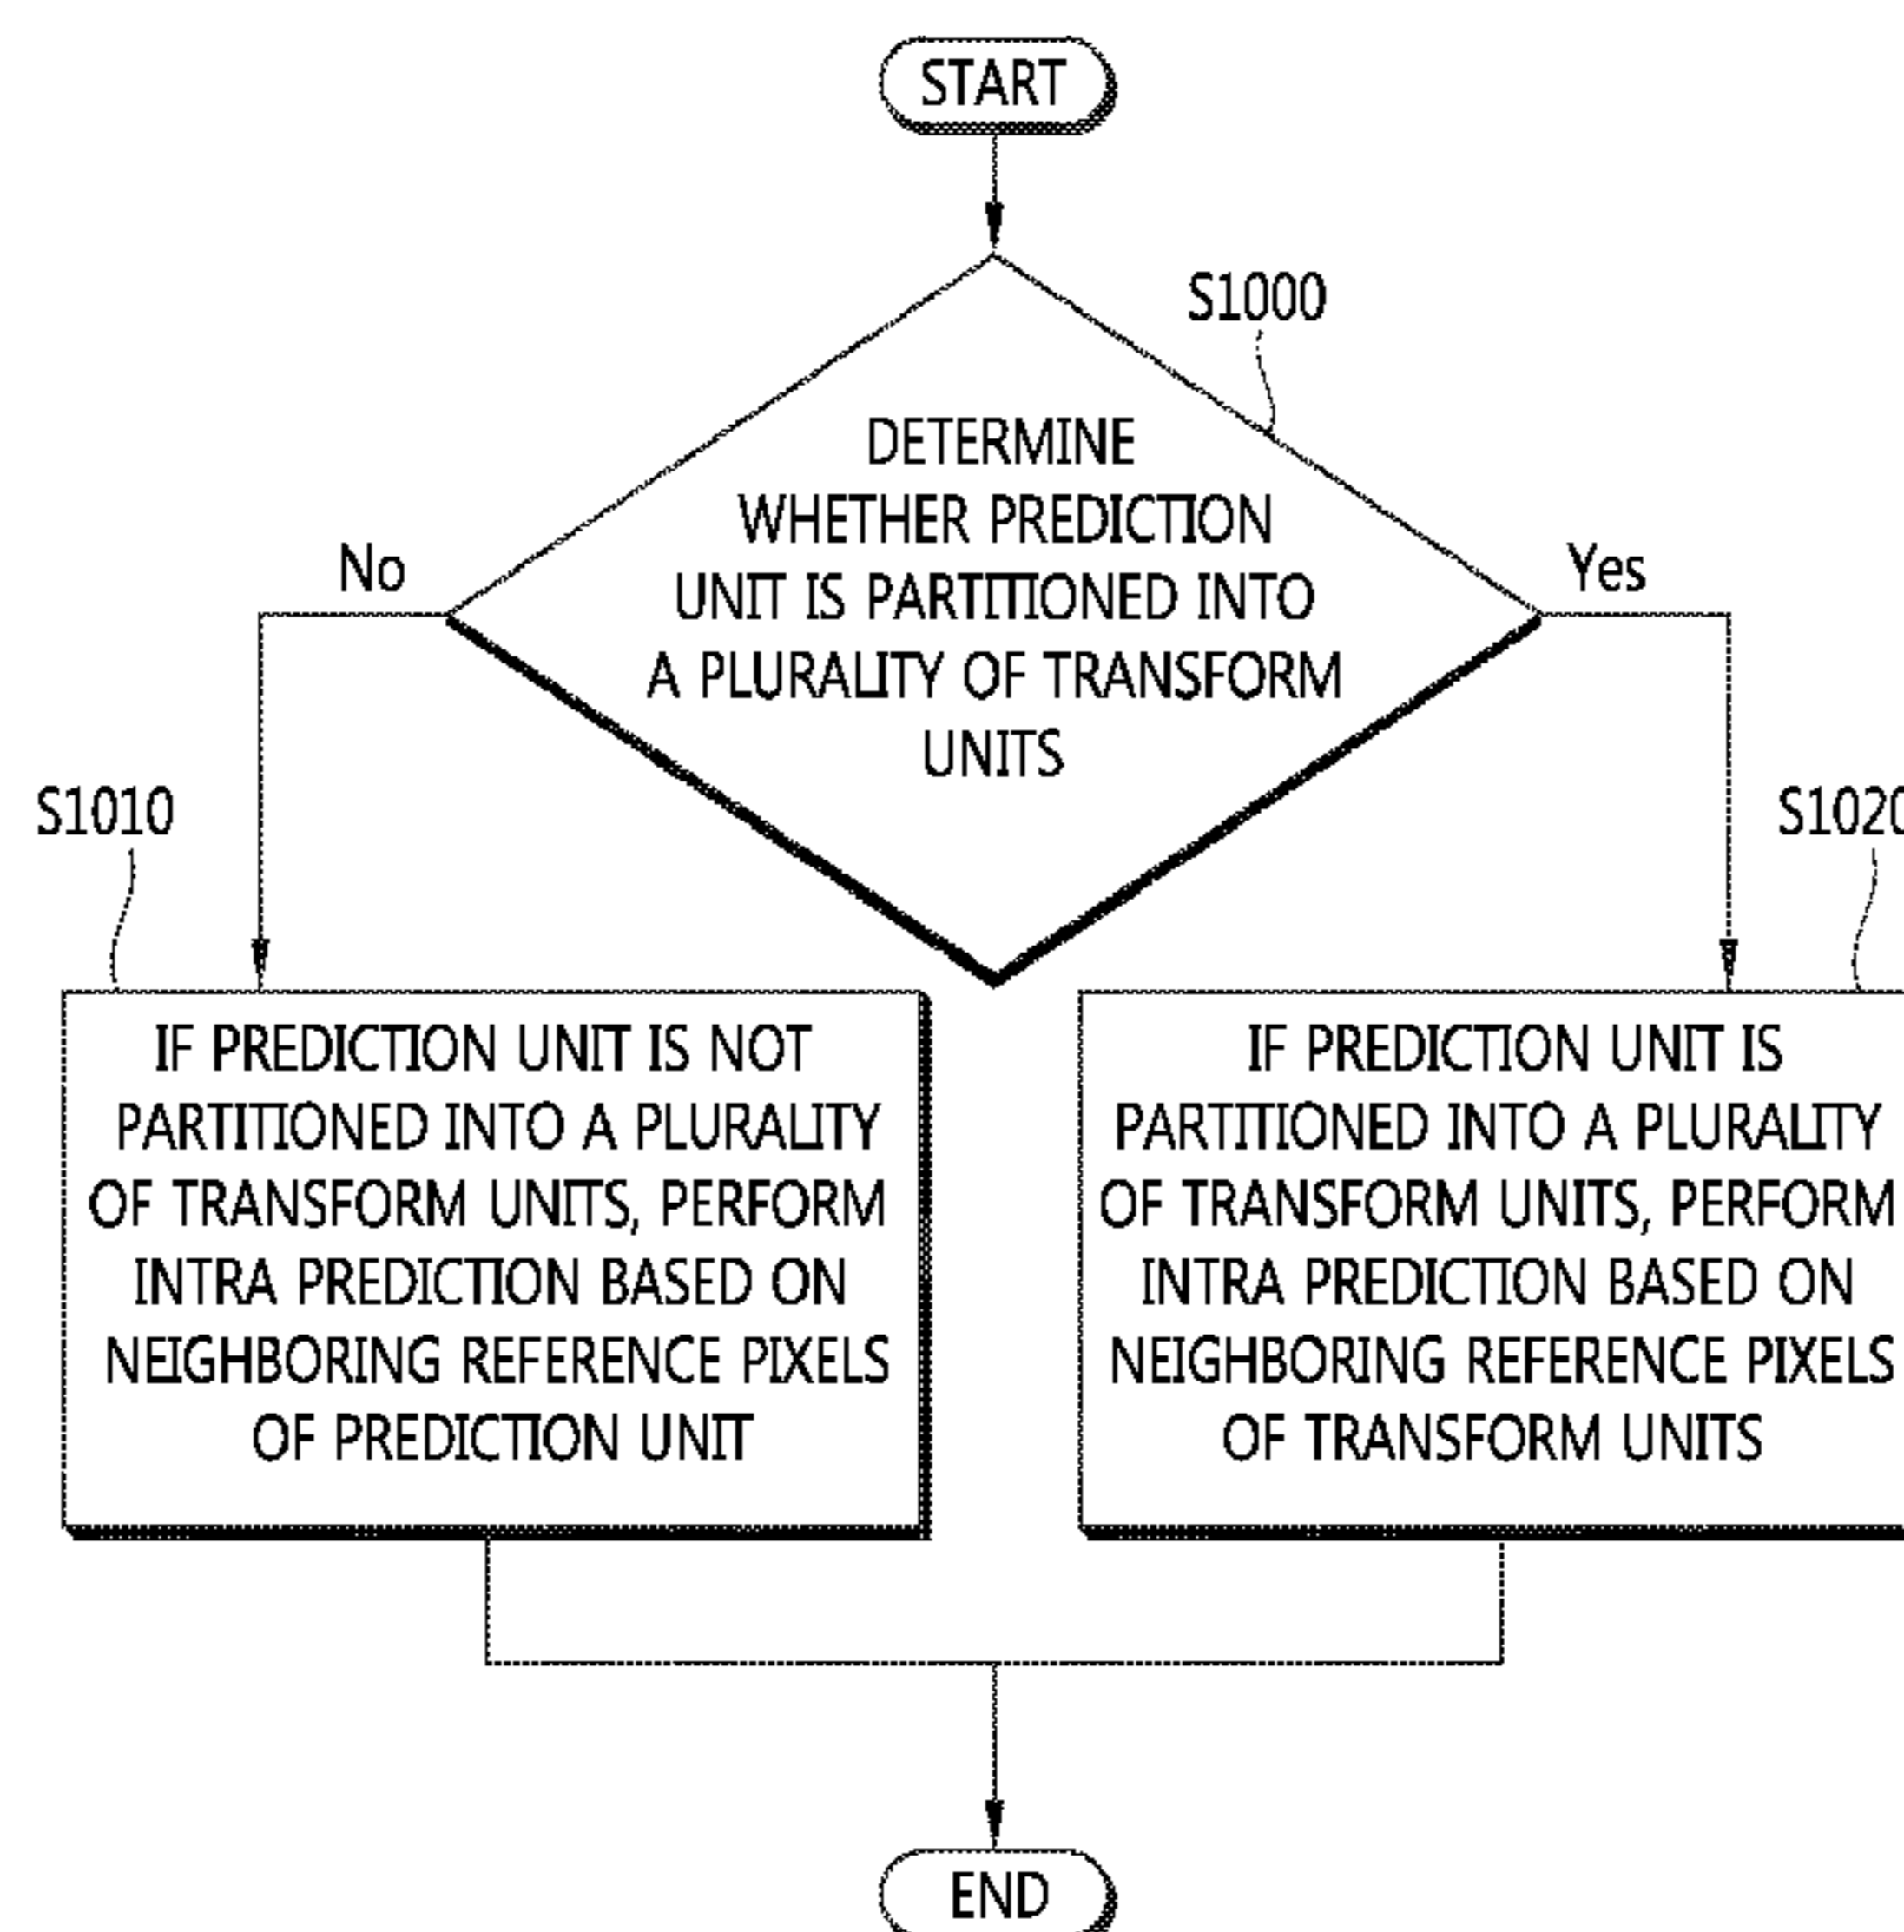 START
S1000
DETERMINE
WHETHER PREDICTION
UNIT IS PARTITIONED INTO
A PLURALITY OF TRANSFORM
UNITS
No
Yes
S1010
S1020
IF PREDICTION UNIT IS NOT
PARTITIONED INTO A PLURALITY
OF TRANSFORM UNITS, PERFORM
INTRA PREDICTION BASED ON
NEIGHBORING REFERENCE PIXELS
OF PREDICTION UNIT
IF PREDICTION UNIT IS
PARTITIONED INTO A PLURALITY
OF TRANSFORM UNITS, PERFORM
INTRA PREDICTION BASED ON
NEIGHBORING REFERENCE PIXELS
OF TRANSFORM UNITS
END